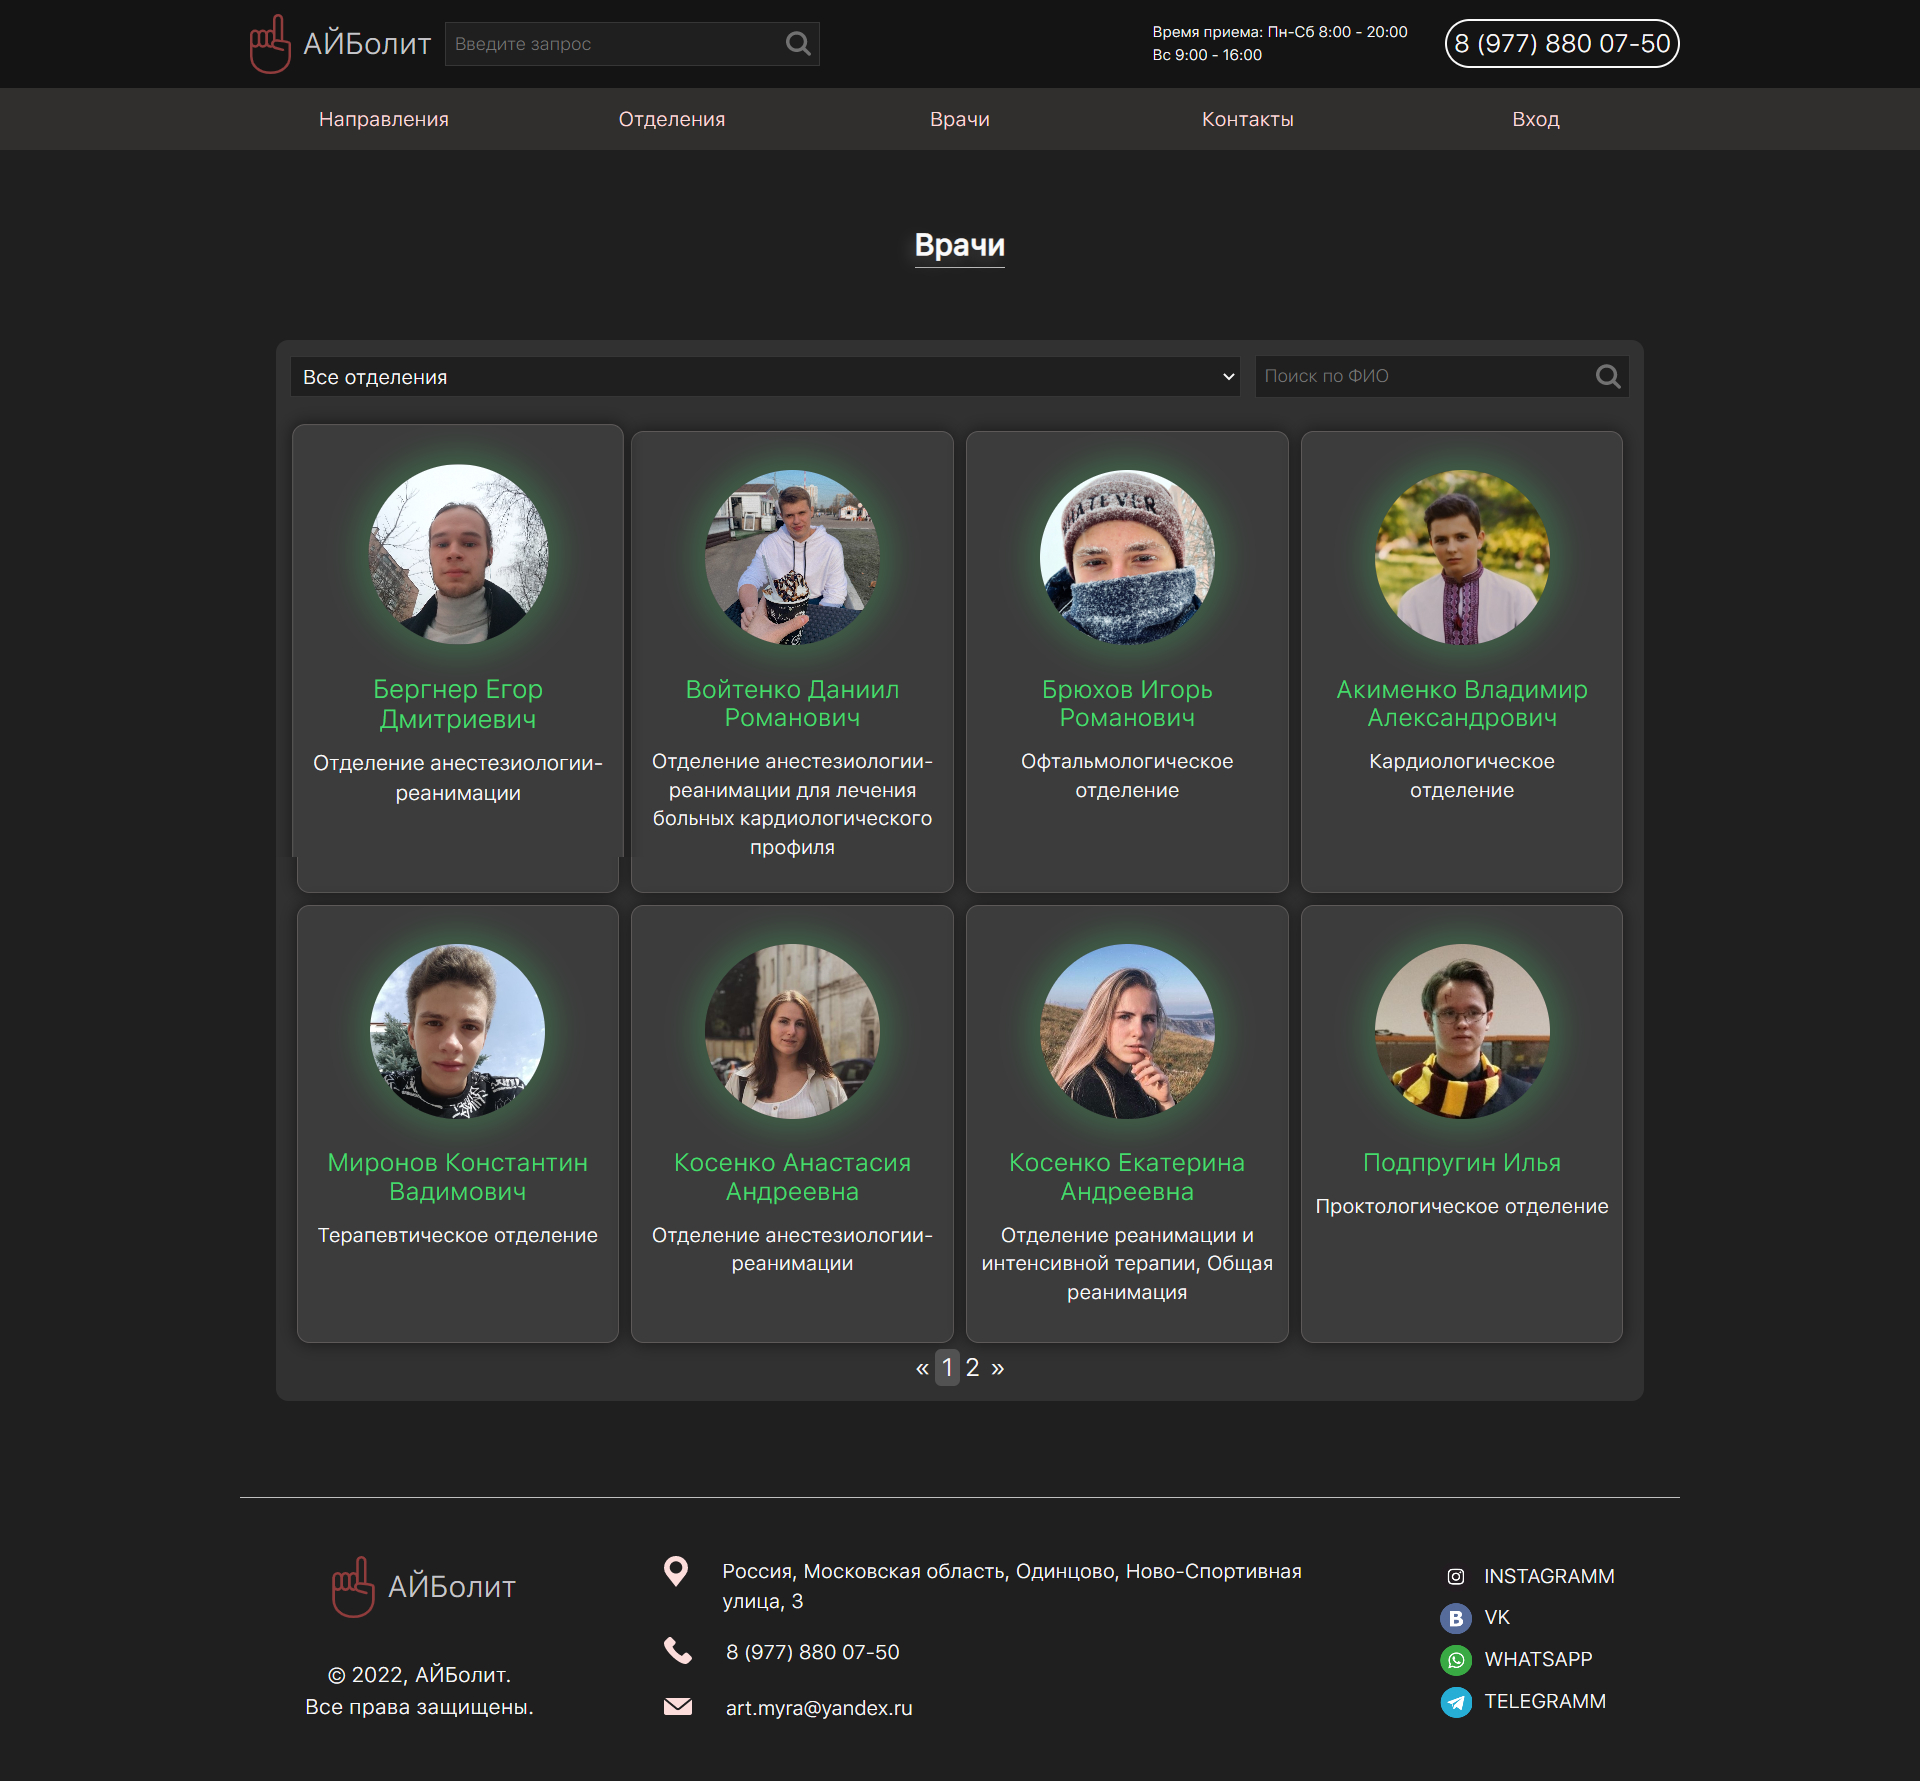 АЙБолит
Введите запрос
Время приема: Пн-Сб 8:00 - 20:00
Вс 9:00 - 16:00
8 (977) 880 07-50
Направления
Отделения
Врачи
Контакты
Вход
Врачи
Все отделения
Поиск по ФИО
HATEVER
Бергнер Егор
Дмитриевич
Отделение анестезиологии-
реанимации
Войтенко Даниил
Романович
Отделение анестезиологии-
реанимации для лечения
больных кардиологического
профиля
Брюхов Игорь
Романович
Офтальмологическое
отделение
Акименко Владимир
Александрович
Кардиологическое
отделение
Миронов Константин
Вадимович
Терапевтическое отделение
Косенко Анастасия
Андреевна
Отделение анестезиологии-
реанимации
Косенко Екатерина
Андреевна
Отделение реанимации и
интенсивной терапии, Общая
реанимация
Подпругин Илья
Проктологическое отделение
« 1 2 »
АЙБолит
© 2022, АЙБолит.
Все права защищены.
Россия, Московская область, Одинцово, Ново-Спортивная
улица, 3
8 (977) 880 07-50
art.myra@yandex.ru
INSTAGRAMM
VK
WHATSAPP
TELEGRAMM